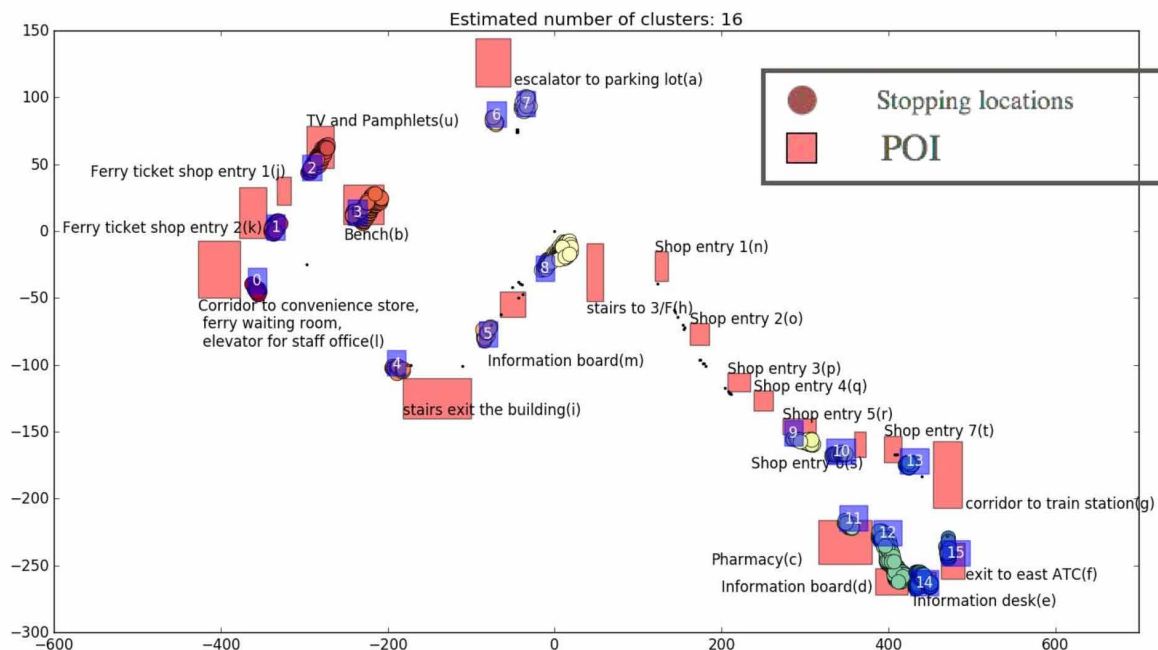 Estimated number of clusters: 16
150
100
50
0
−50
−100
−150
−200
−250
−300
−600
−400
−200
0
200
400
600
Stopping locations
POI
escalator to parking lot(a)
6
7
TV and Pamphlets(u)
2
Ferry ticket shop entry 1(j)
3
Ferry ticket shop entry 2(k)
1
Bench(b)
0
8
Shop entry 1(n)
Corridor to convenience store,
ferry waiting room,
elevator for staff office(l)
stairs to 3/F(h)
5
Shop entry 2(o)
Information board(m)
4
stairs exit the building(i)
Shop entry 3(p)
Shop entry 4(q)
Shop entry 5(r)
9
Shop entry 7(t)
10
Shop entry 6(s)
13
corridor to train station(g)
11
12
Pharmacy(c)
15
exit to east ATC(f)
Information board(d)
14
Information desk(e)